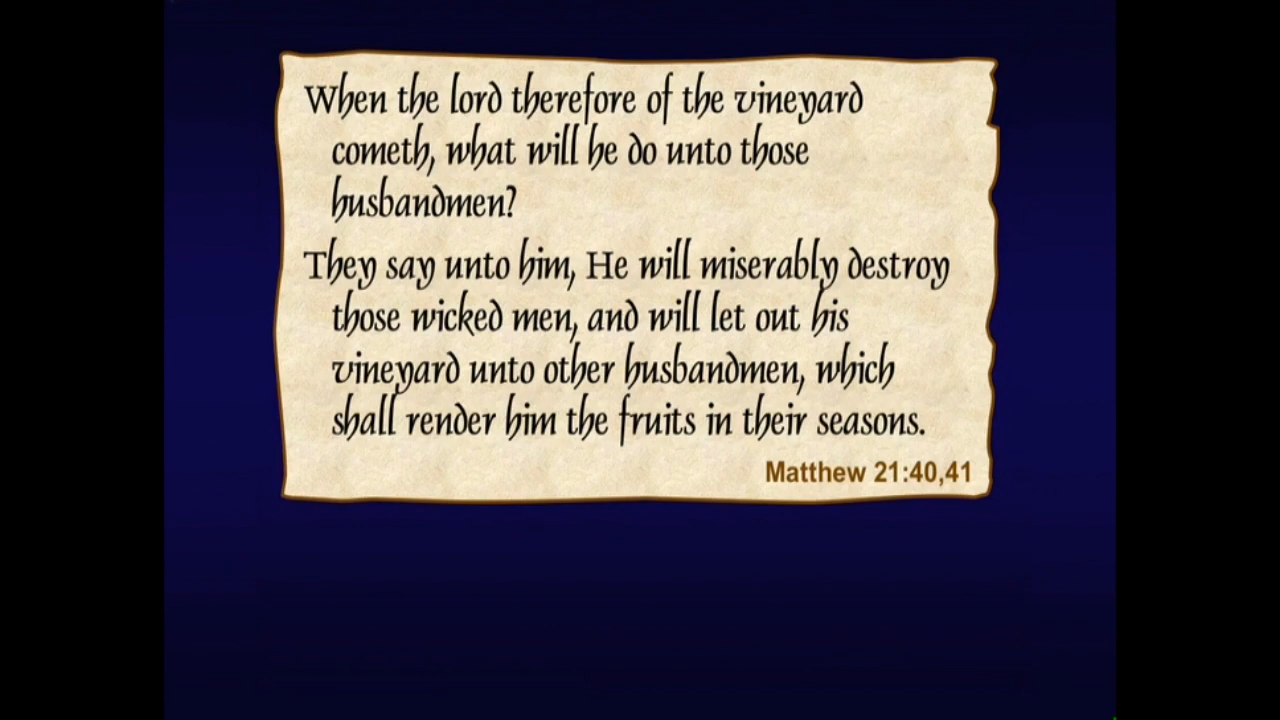 When the lord therefore of the vineyard
cometh, what will he do unto those
husbandmen?
They say unto him, He will miserably destroy
those wicked men, and will let out his
vineyard unto other husbandmen, which
shall render him the fruits in their seasons.
Matthew 21:40,41